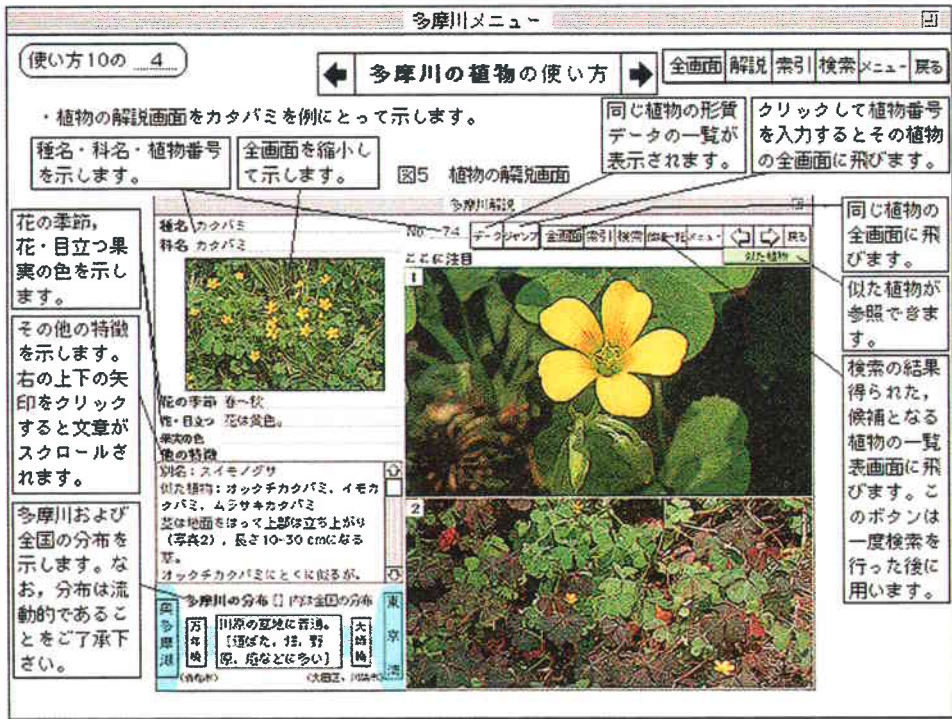 多摩川メニュー
使い方10の 4
多摩川の植物の使い方
全画面 解説 索引 検索 メニュー 戻る
・植物の解説画面をカタバミを例にとって示します。
種名・科名・植物番号
を示します。
全画面を縮小し
て示します。
同じ植物の形質
データの一覧が
表示されます。
クリックして植物番号
を入力するとその植物
の全画面に飛びます。
図5 植物の解説画面
花の季節，
花・目立つ果
実の色を示し
ます。
その他の特徴
を示します。
右の上下の矢
印をクリック
すると文章が
スクロールさ
れます。
多摩川および
全国の分布を
示します。な
お，分布は流
動的であるこ
とをご了承下
さい。
多摩川解説
種名 カタバミ
科名 カタバミ
No. 74
データ ジャンプ 全画面 索引 検索 メニュー 戻る
似た植物
ここに注目
1
2
花の季節 春～秋
花・目立つ 花は黄色。
果実の色
他の特徴
別名：スイモノグサ
似た植物：オッタチカタバミ，イモカ
タバミ，ムラサキカタバミ
茎は地面をはって上部は立ち上がり
（写真2），長さ10-30 cmになる
草。
オッタチカタバミにとくに似るが，
多摩川の分布 [] 内は全国の分布
奥多摩湖
万年橋
川原の草地に普通。
[道ばた，畑，野
原，庭などに多い]
大師橋
東京湾
同じ植物の
全画面に飛
びます。
似た植物が
参照できま
す。
検索の結果
得られた，
候補となる
植物の一覧
表画面に飛
びます。こ
のボタンは
一度検索を
行った後に
用います。